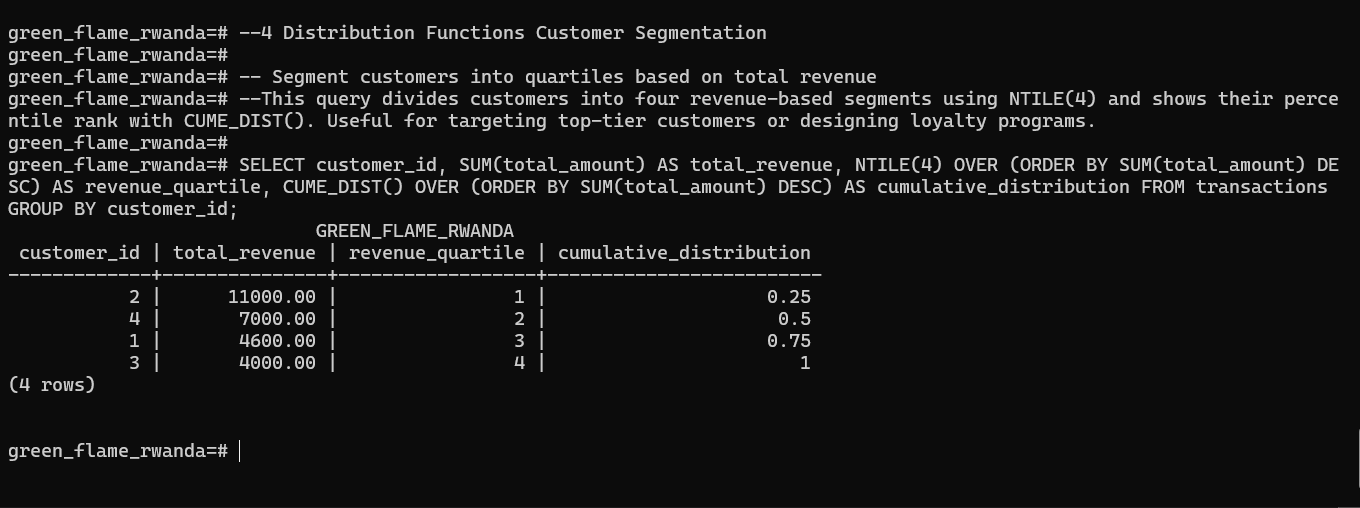 green_flame_rwanda=# --4 Distribution Functions Customer Segmentation
green_flame_rwanda=#
green_flame_rwanda=# -- Segment customers into quartiles based on total revenue
green_flame_rwanda=# --This query divides customers into four revenue-based segments using NTILE(4) and shows their perce
ntile rank with CUME_DIST(). Useful for targeting top-tier customers or designing loyalty programs.
green_flame_rwanda=#
green_flame_rwanda=# SELECT customer_id, SUM(total_amount) AS total_revenue, NTILE(4) OVER (ORDER BY SUM(total_amount) DE
SC) AS revenue_quartile, CUME_DIST() OVER (ORDER BY SUM(total_amount) DESC) AS cumulative_distribution FROM transactions
GROUP BY customer_id;
                            GREEN_FLAME_RWANDA
 customer_id | total_revenue | revenue_quartile | cumulative_distribution
-------------+---------------+------------------+-------------------------
           2 |      11000.00 |                1 |                    0.25
           4 |       7000.00 |                2 |                     0.5
           1 |       4600.00 |                3 |                    0.75
           3 |       4000.00 |                4 |                       1
(4 rows)
green_flame_rwanda=#